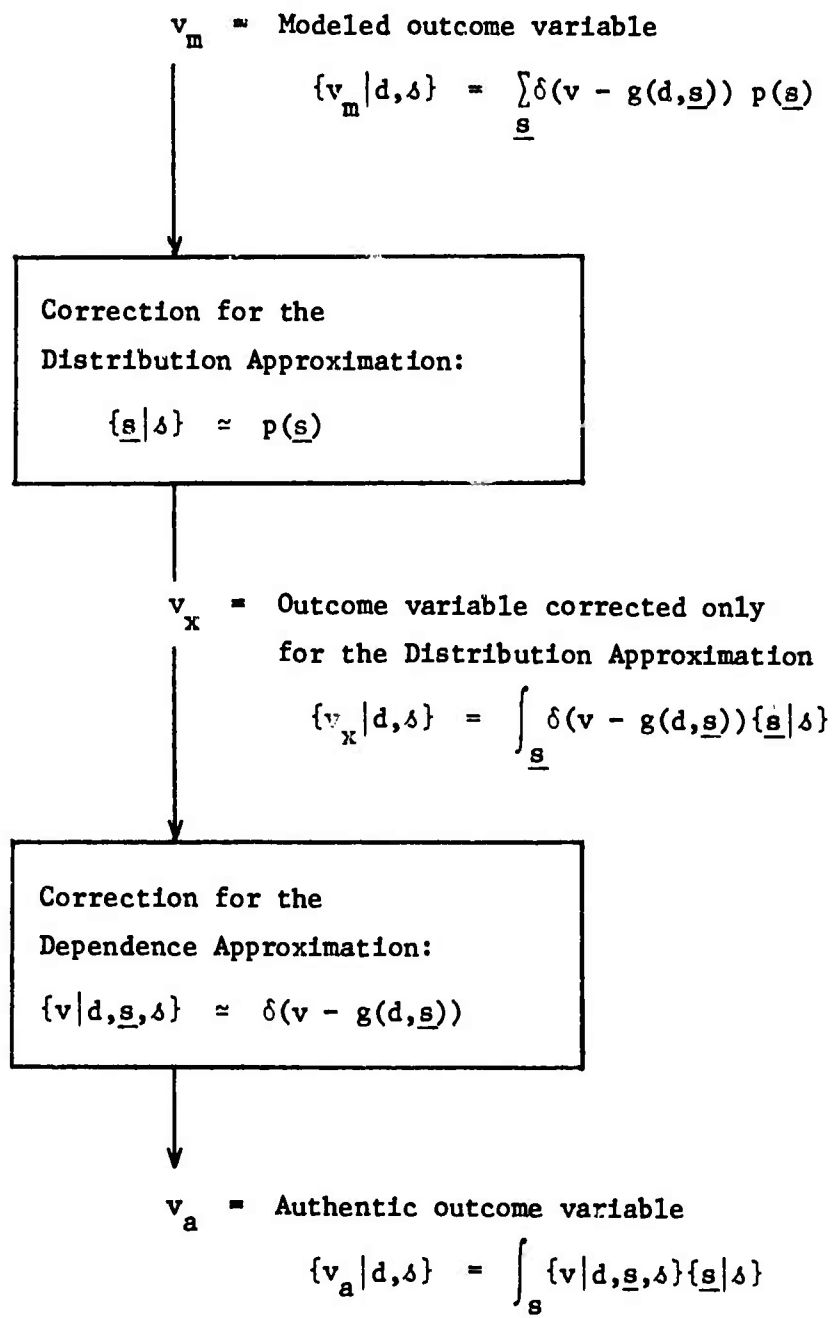 v_m = Modeled outcome variable
{v_m|d,𝓈} = ∑_s̲ δ(v - g(d,s̲)) p(s̲)
Correction for the
Distribution Approximation:
{s̲|𝓈} ≃ p(s̲)
v_x = Outcome variable corrected only
for the Distribution Approximation
{v_x|d,𝓈} = ∫_s̲ δ(v - g(d,s̲)){s̲|𝓈}
Correction for the
Dependence Approximation:
{v|d,s̲,𝓈} ≃ δ(v - g(d,s̲))
v_a = Authentic outcome variable
{v_a|d,𝓈} = ∫_s {v|d,s̲,𝓈}{s̲|𝓈}